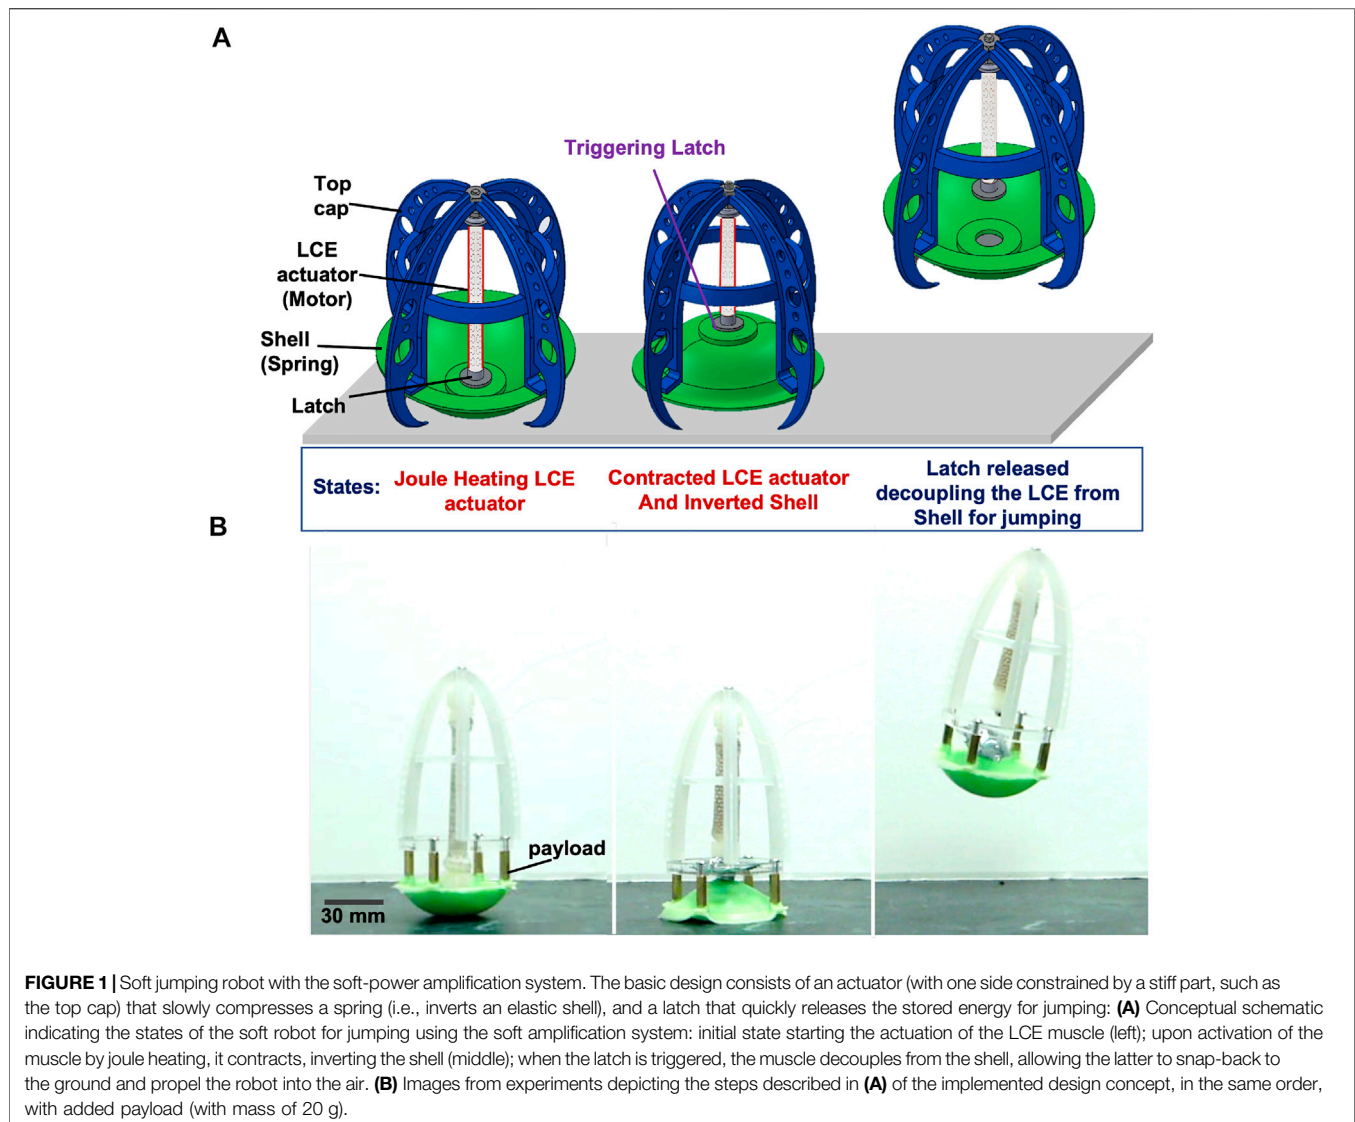 A
Triggering Latch
Top
cap
LCE
actuator
(Motor)
Shell
(Spring)
Latch
States: Joule Heating LCE
actuator
Contracted LCE actuator
And Inverted Shell
Latch released
decoupling the LCE from
Shell for jumping
B
payload
30 mm
FIGURE 1 | Soft jumping robot with the soft-power amplification system. The basic design consists of an actuator (with one side constrained by a stiff part, such as
the top cap) that slowly compresses a spring (i.e., inverts an elastic shell), and a latch that quickly releases the stored energy for jumping: (A) Conceptual schematic
indicating the states of the soft robot for jumping using the soft amplification system: initial state starting the actuation of the LCE muscle (left); upon activation of the
muscle by joule heating, it contracts, inverting the shell (middle); when the latch is triggered, the muscle decouples from the shell, allowing the latter to snap-back to
the ground and propel the robot into the air. (B) Images from experiments depicting the steps described in (A) of the implemented design concept, in the same order,
with added payload (with mass of 20 g).